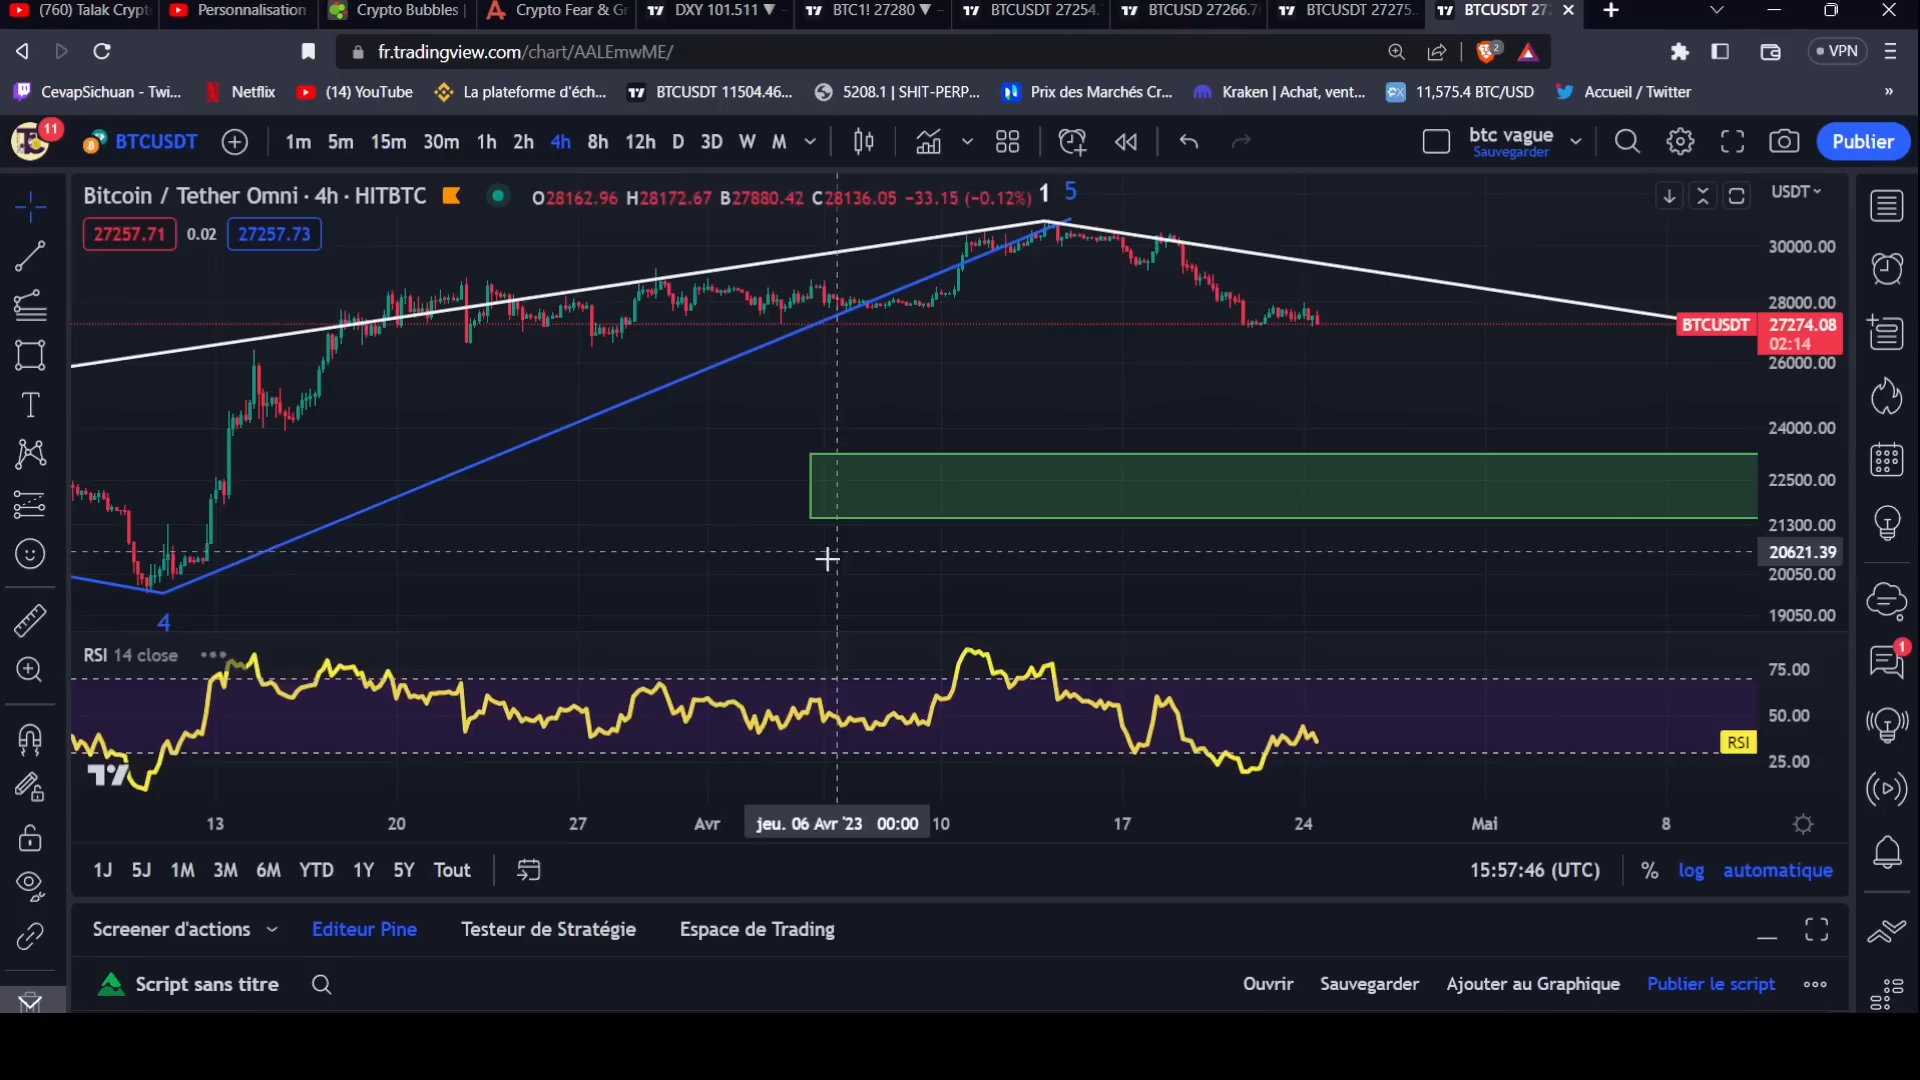 (760) Talak Crypt
Personnalisation
Crypto Bubbles |
Crypto Fear & Gr
DXY 101.511 ▼
BTC1! 27280 ▼
BTCUSDT 27254.
BTCUSD 27266.7
BTCUSDT 27275.
BTCUSDT 27
fr.tradingview.com/chart/AALEmwME/
2
VPN
CevapSichuan - Twi...
Netflix
(14) YouTube
La plateforme d'éch...
BTCUSDT 11504.46...
5208.1 | SHIT-PERP...
Prix des Marchés Cr...
Kraken | Achat, vent...
11,575.4 BTC/USD
Accueil / Twitter
»
11
BTCUSDT
1m 5m 15m 30m 1h 2h 4h 8h 12h D 3D W M
btc vague
Sauvegarder
Publier
Bitcoin / Tether Omni · 4h · HITBTC
O28162.96 H28172.67 B27880.42 C28136.05 −33.15 (−0.12%)
1
5
USDT
27257.71
0.02
27257.73
30000.00
28000.00
BTCUSDT
27274.08
02:14
26000.00
24000.00
22500.00
21300.00
20621.39
20050.00
19050.00
4
RSI 14 close
75.00
50.00
RSI
25.00
13 20 27 Avr jeu. 06 Avr '23 00:00 10 17 24 Mai 8
1J 5J 1M 3M 6M YTD 1Y 5Y Tout
15:57:46 (UTC)
% log automatique
Screener d'actions
Editeur Pine
Testeur de Stratégie
Espace de Trading
Script sans titre
Ouvrir
Sauvegarder
Ajouter au Graphique
Publier le script
1